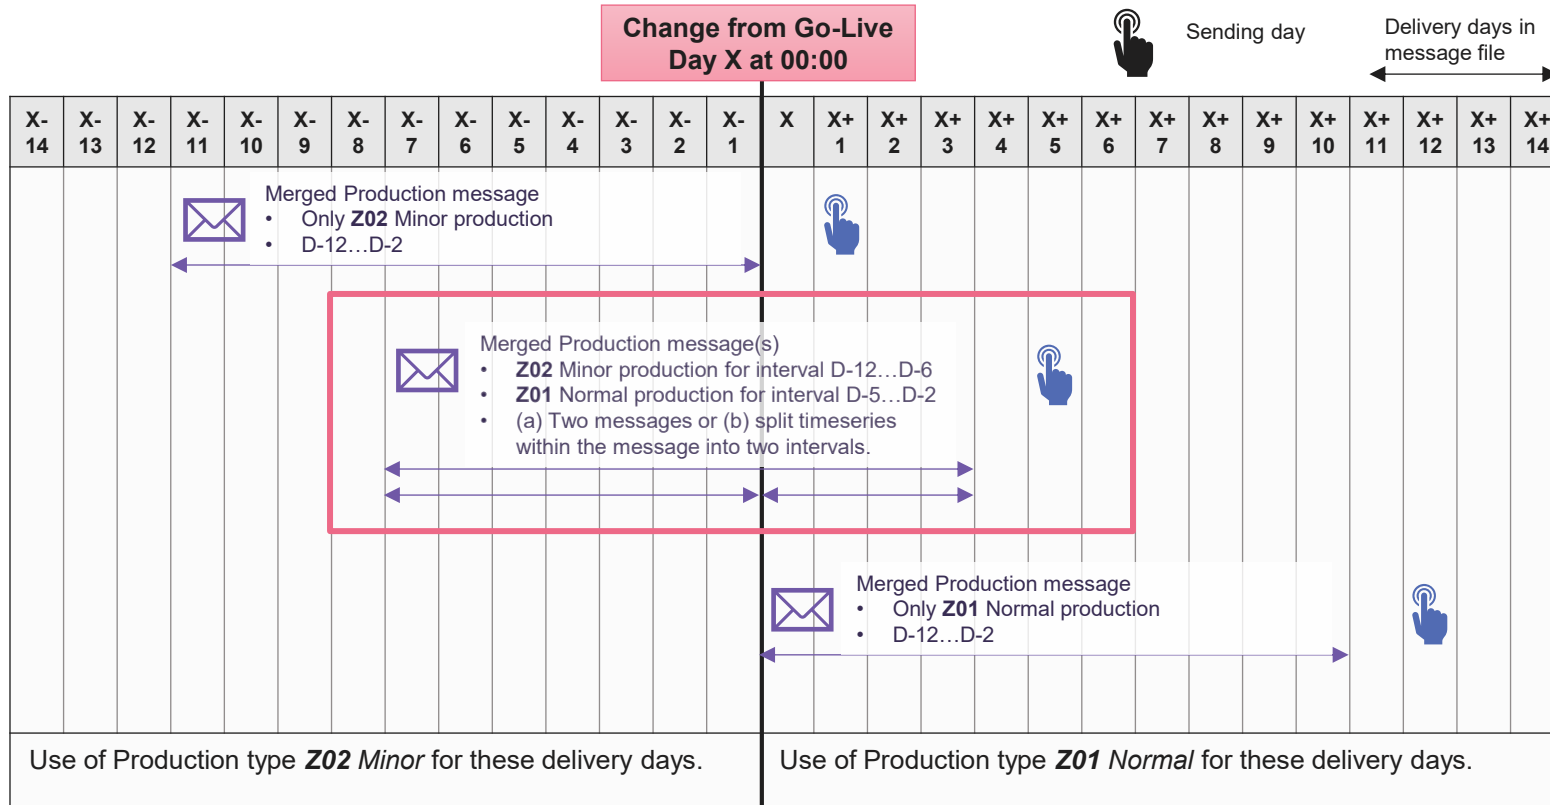 Change from Go-Live
Day X at 00:00
Sending day
Delivery days in
message file
X- X- X- X- X- X- X- X- X- X- X- X- X- X- X X+ X+ X+ X+ X+ X+ X+ X+ X+ X+ X+ X+ X+ X+
14 13 12 11 10 9 8 7 6 5 4 3 2 1 1 2 3 4 5 6 7 8 9 10 11 12 13 14
Merged Production message
• Only Z02 Minor production
• D-12…D-2
Merged Production message(s)
• Z02 Minor production for interval D-12…D-6
• Z01 Normal production for interval D-5…D-2
• (a) Two messages or (b) split timeseries
within the message into two intervals.
Merged Production message
• Only Z01 Normal production
• D-12…D-2
Use of Production type Z02 Minor for these delivery days.
Use of Production type Z01 Normal for these delivery days.